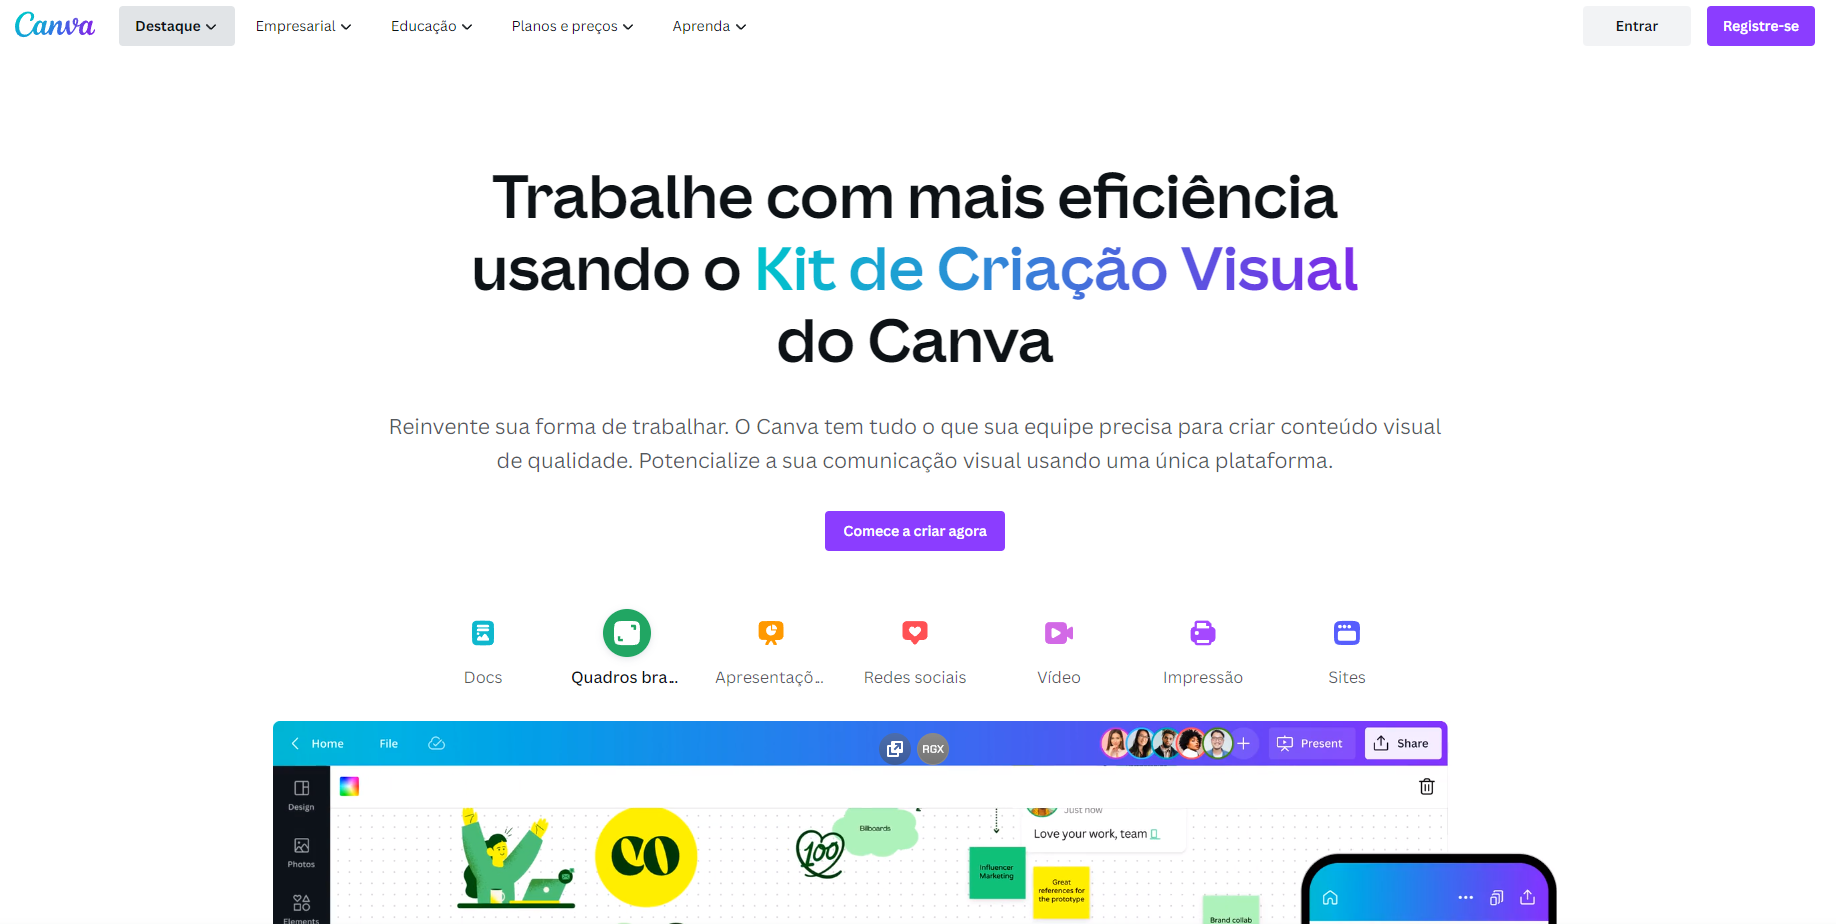 Canva
Destaque
Empresarial
Educação
Planos e preços
Aprenda
Entrar
Registre-se
Trabalhe com mais eficiência
usando o Kit de Criação Visual
do Canva
Reinvente sua forma de trabalhar. O Canva tem tudo o que sua equipe precisa para criar conteúdo visual
de qualidade. Potencialize a sua comunicação visual usando uma única plataforma.
Comece a criar agora
Docs
Quadros bra...
Apresentaçõ...
Redes sociais
Vídeo
Impressão
Sites
Home
File
RGX
Present
Share
Design
Photos
Elements
CO
100
Billboards
Just now
Love your work, team
Influencer
Marketing
Great
references for
the prototype
Brand collab